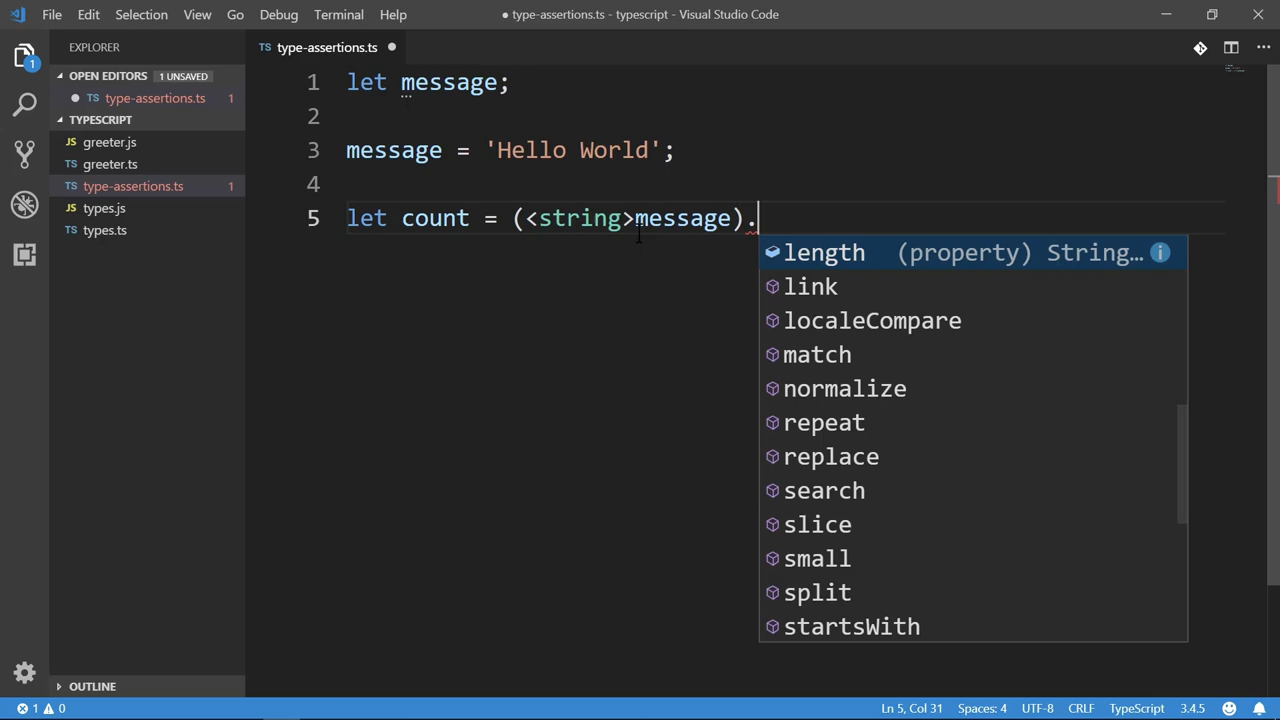 File Edit Selection View Go Debug Terminal Help
● type-assertions.ts - typescript - Visual Studio Code
EXPLORER
OPEN EDITORS 1 UNSAVED
TS type-assertions.ts 1
TYPESCRIPT
JS greeter.js
TS greeter.ts
TS type-assertions.ts 1
JS types.js
TS types.ts
OUTLINE
1
TS type-assertions.ts
1 let message;
2
3 message = 'Hello World';
4
5 let count = (<string>message).
length (property) String…
link
localeCompare
match
normalize
repeat
replace
search
slice
small
split
startsWith
1 0
Ln 5, Col 31 Spaces: 4 UTF-8 CRLF TypeScript 3.4.5